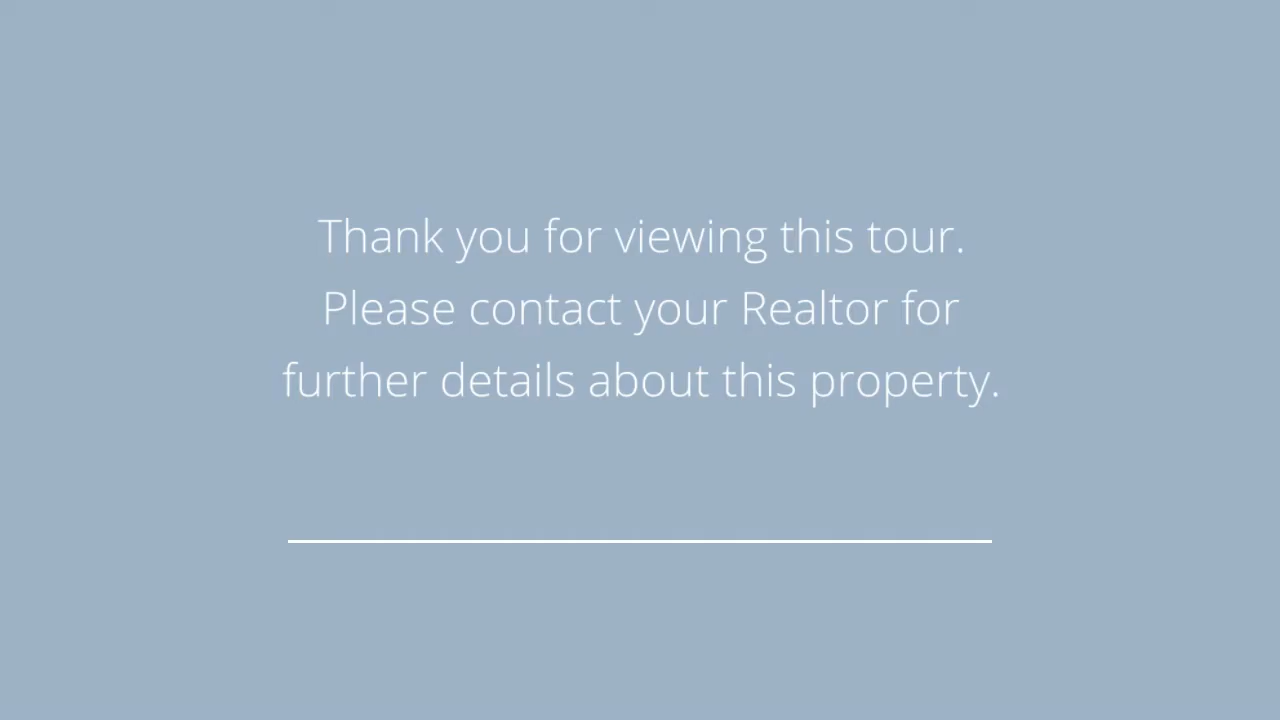 Thank you for viewing this tour.
Please contact your Realtor for
further details about this property.